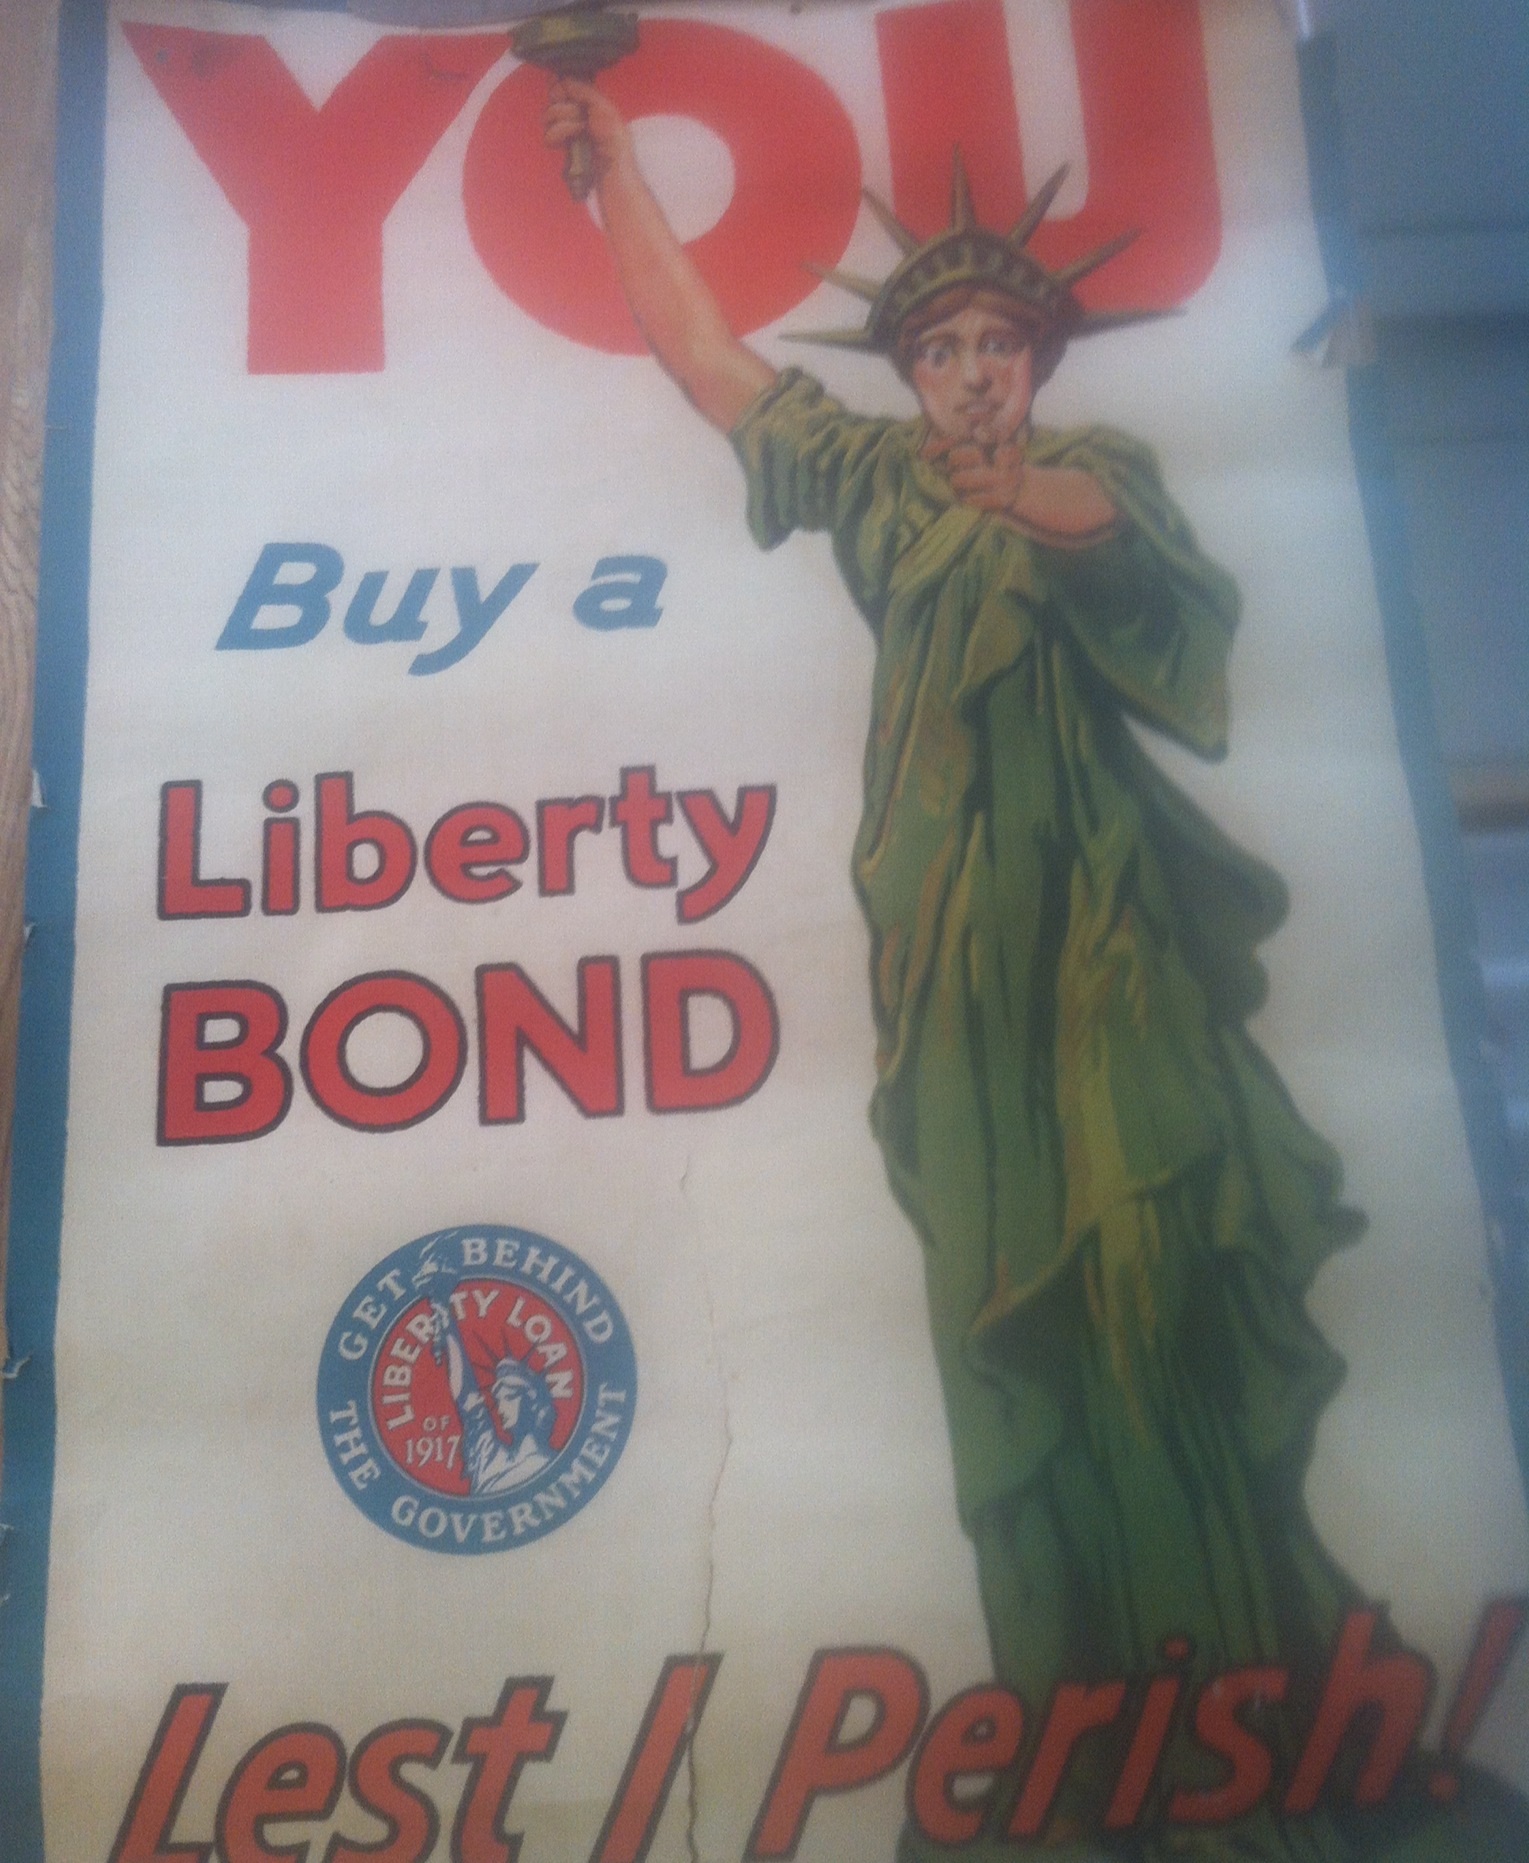 YOU
Buy a
Liberty
BOND
GET BEHIND
THE GOVERNMENT
LIBERTY LOAN
OF
1917
Lest I Perish!